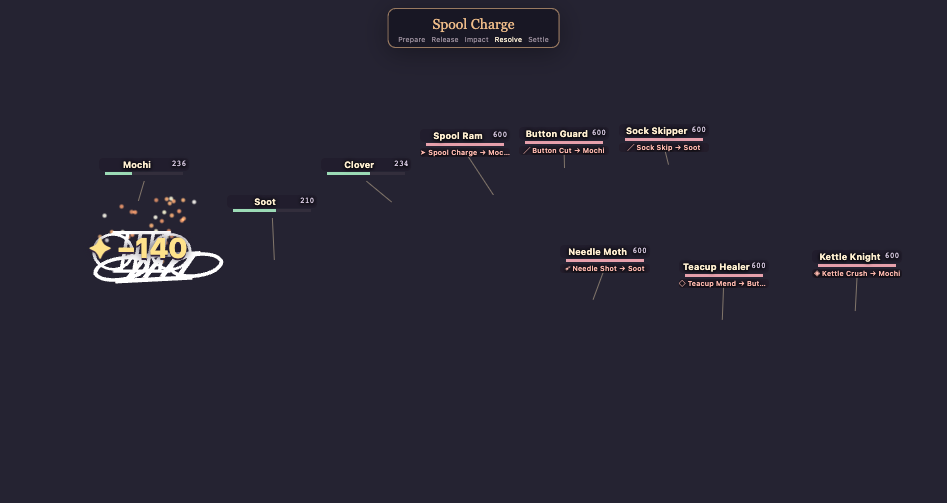 Spool Charge
Prepare Release Impact Resolve Settle
Sock Skipper 600
Sock Skip → Soot
Button Guard 600
Button Cut → Mochi
Spool Ram 600
Spool Charge → Moc...
Mochi 236
Clover 234
Soot 210
-140
Needle Moth 600
Needle Shot → Soot
Kettle Knight 600
Kettle Crush → Mochi
Teacup Healer 600
Teacup Mend → But...